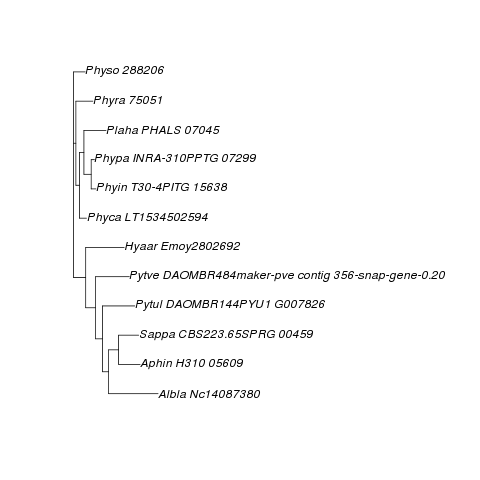 Physo 288206
Phyra 75051
Plaha PHALS 07045
Phypa INRA-310PPTG 07299
Phyin T30-4PITG 15638
Phyca LT1534502594
Hyaar Emoy2802692
Pytve DAOMBR484maker-pve contig 356-snap-gene-0.20
Pytul DAOMBR144PYU1 G007826
Sappa CBS223.65SPRG 00459
Aphin H310 05609
Albla Nc14087380